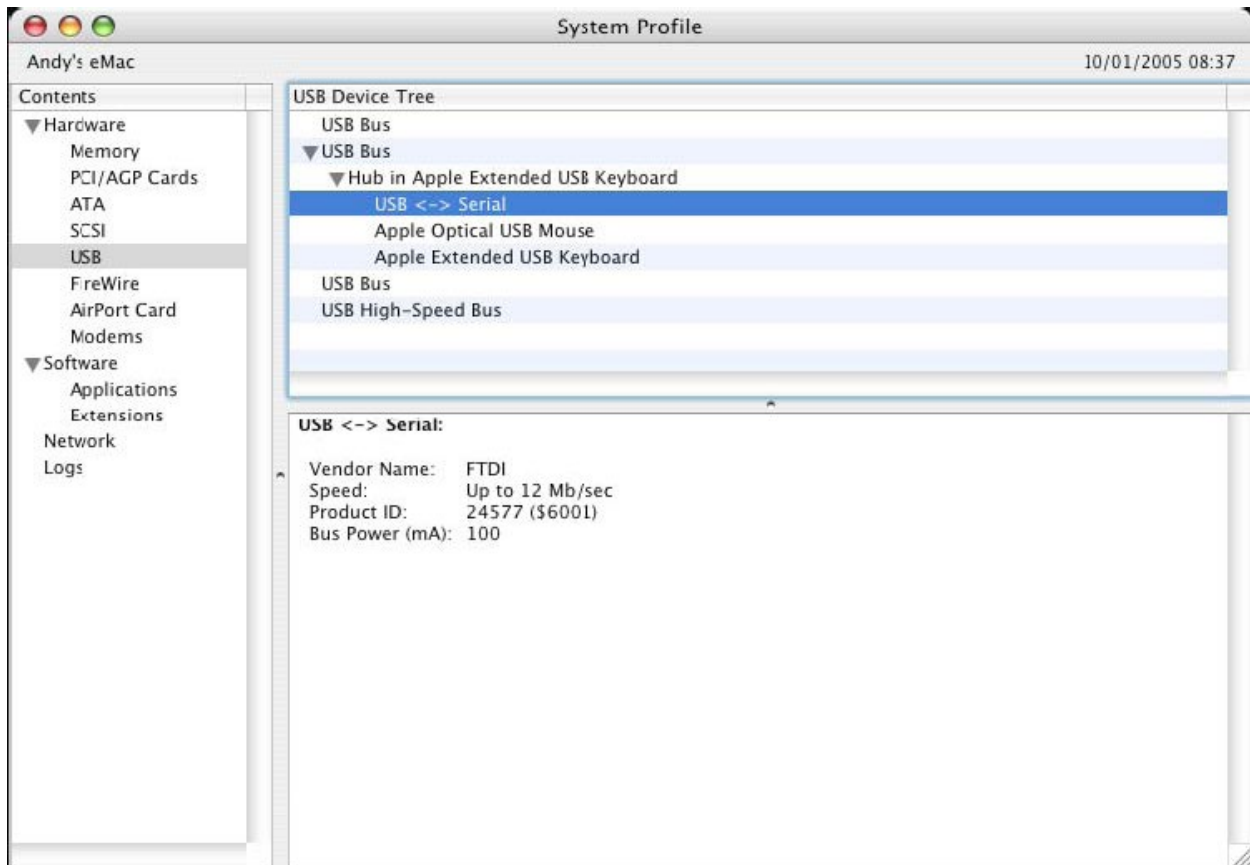 System Profile
Andy's eMac
10/01/2005 08:37
Contents
Hardware
Memory
PCI/AGP Cards
ATA
SCSI
USB
FireWire
AirPort Card
Modems
Software
Applications
Extensions
Network
Logs
USB Device Tree
USB Bus
USB Bus
Hub in Apple Extended USB Keyboard
USB <-> Serial
Apple Optical USB Mouse
Apple Extended USB Keyboard
USB Bus
USB High-Speed Bus
USB <-> Serial:
Vendor Name: FTDI
Speed: Up to 12 Mb/sec
Product ID: 24577 ($6001)
Bus Power (mA): 100